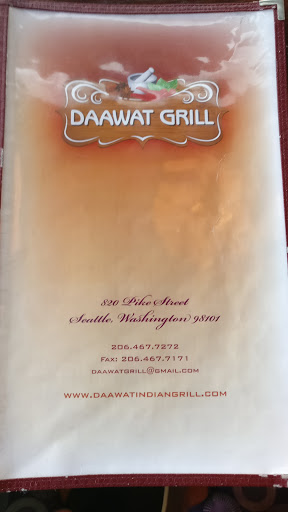 DAAWAT GRILL
820 Pike Street
Seattle, Washington 98101
206.467.7272
FAX: 206.467.7171
DAAWATGRILL@GMAIL.COM
WWW.DAAWATINDIANGRILL.COM